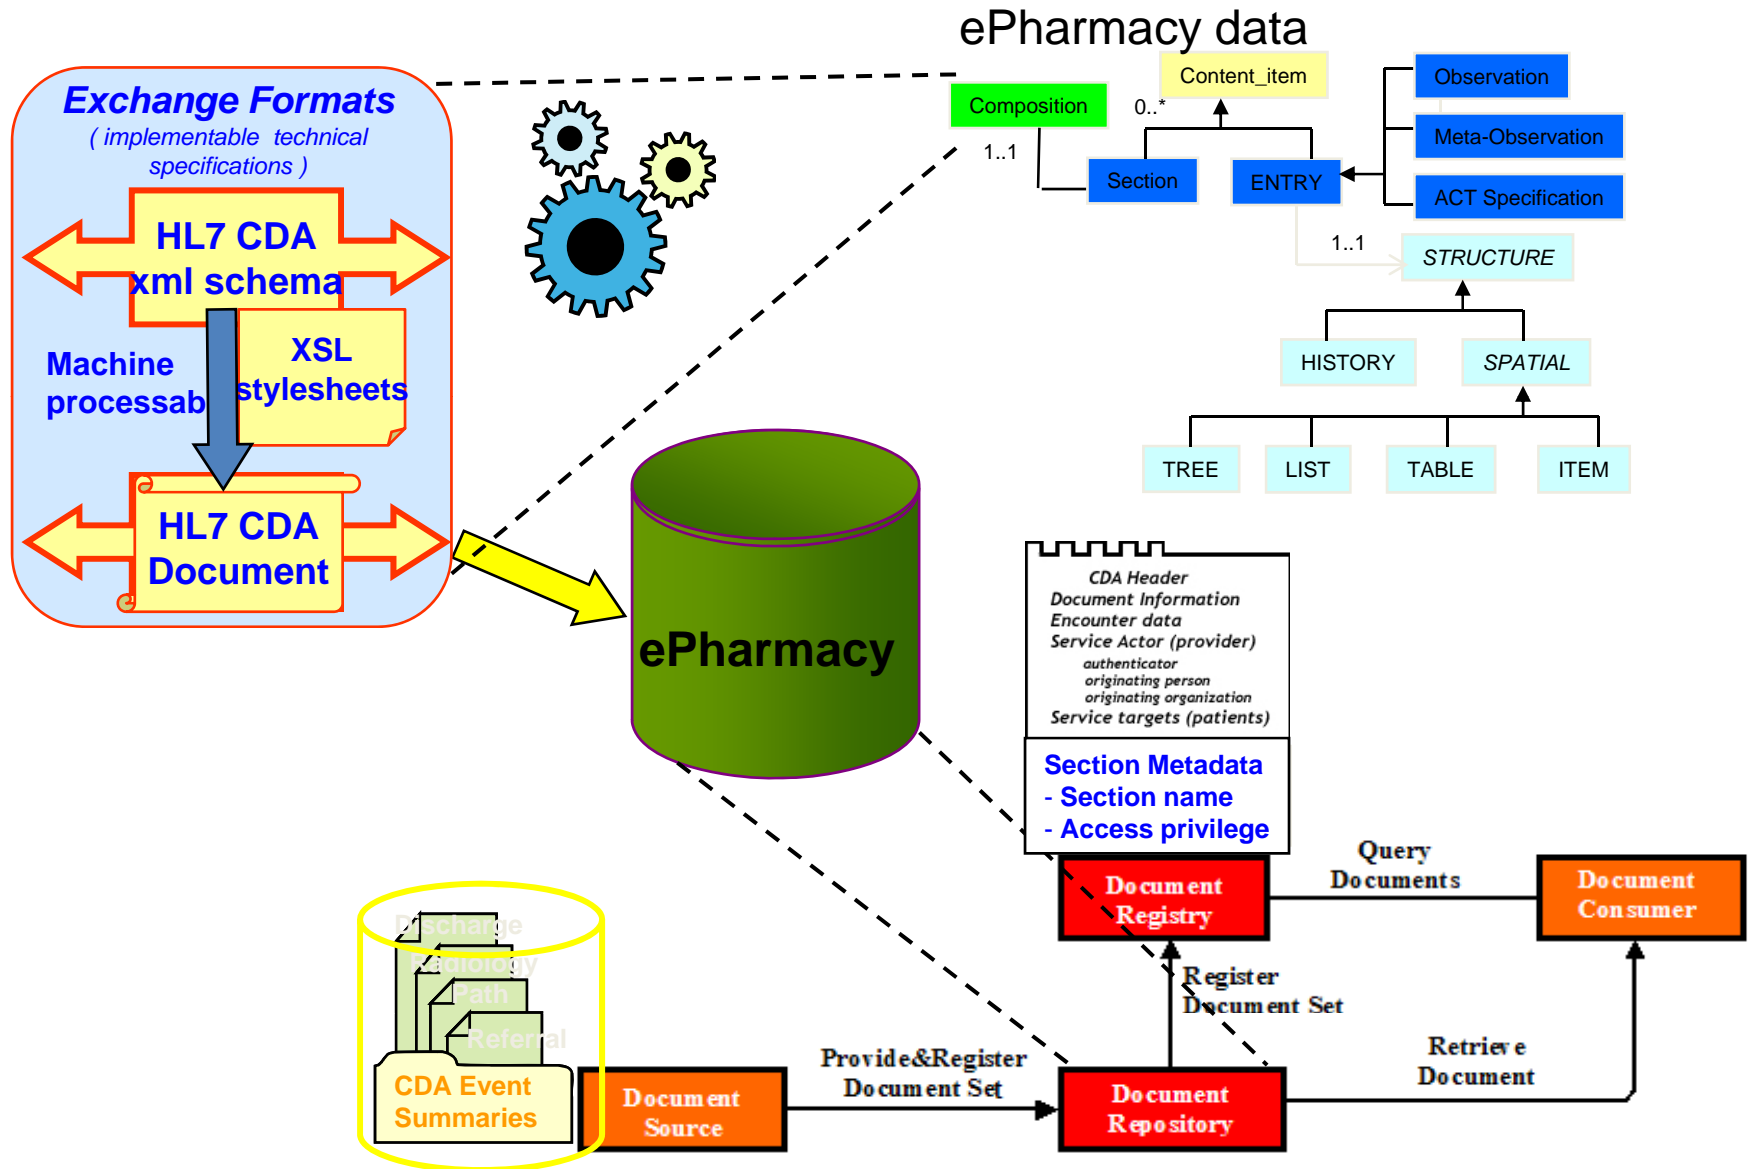 ePharmacy data
Exchange Formats
( implementable technical
specifications )
HL7 CDA
xml schema
Machine
processab
XSL
stylesheets
HL7 CDA
Document
Content_item
Composition
0..*
1..1
Section
ENTRY
Observation
Meta-Observation
ACT Specification
1..1
STRUCTURE
HISTORY
SPATIAL
TREE
LIST
TABLE
ITEM
ePharmacy
CDA Header
Document Information
Encounter data
Service Actor (provider)
authenticator
originating person
originating organization
Service targets (patients)
Section Metadata
- Section name
- Access privilege
Document
Registry
Query
Documents
Document
Consumer
Register
Document Set
Retrieve
Document
Provide&Register
Document Set
Document
Repository
Document
Source
Discharge
Radiology
Path
Referral
CDA Event
Summaries